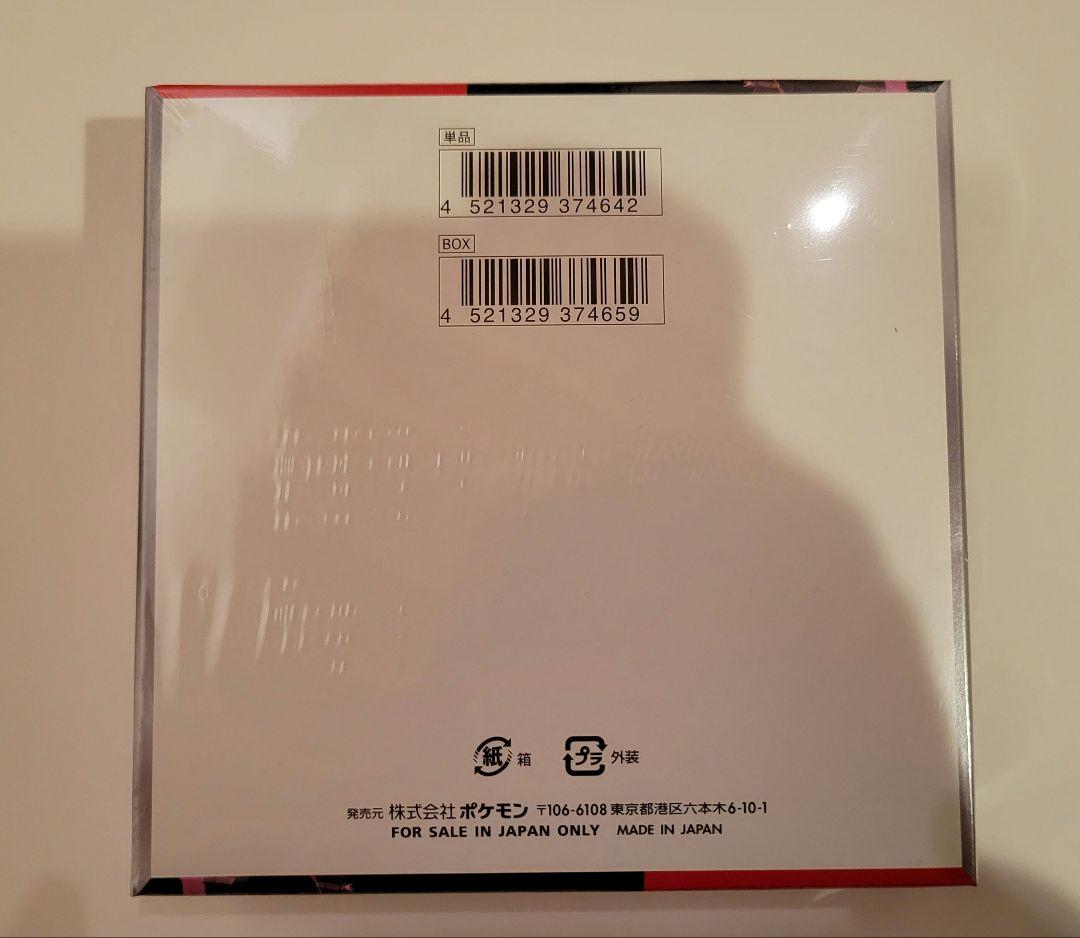 単品
4 521329 374642
BOX
4 521329 374659
紙 箱 プラ 外装
発売元 株式会社 ポケモン 〒106-6108 東京都港区六本木6-10-1
FOR SALE IN JAPAN ONLY MADE IN JAPAN